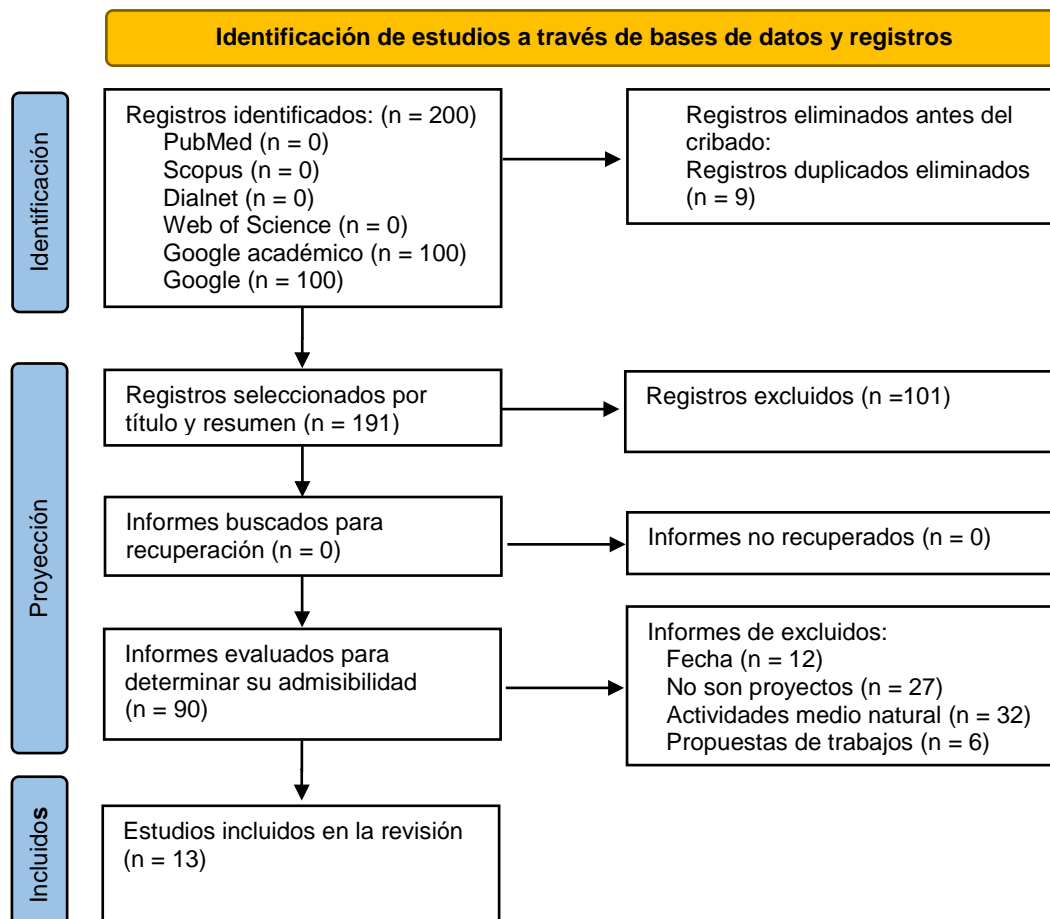 Identificación de estudios a través de bases de datos y registros
Identificación
Registros identificados: (n = 200)
PubMed (n = 0)
Scopus (n = 0)
Dialnet (n = 0)
Web of Science (n = 0)
Google académico (n = 100)
Google (n = 100)
Registros eliminados antes del
cribado:
Registros duplicados eliminados
(n = 9)
Proyección
Registros seleccionados por
título y resumen (n = 191)
Registros excluidos (n =101)
Informes buscados para
recuperación (n = 0)
Informes no recuperados (n = 0)
Informes evaluados para
determinar su admisibilidad
(n = 90)
Informes de excluidos:
Fecha (n = 12)
No son proyectos (n = 27)
Actividades medio natural (n = 32)
Propuestas de trabajos (n = 6)
Incluidos
Estudios incluidos en la revisión
(n = 13)